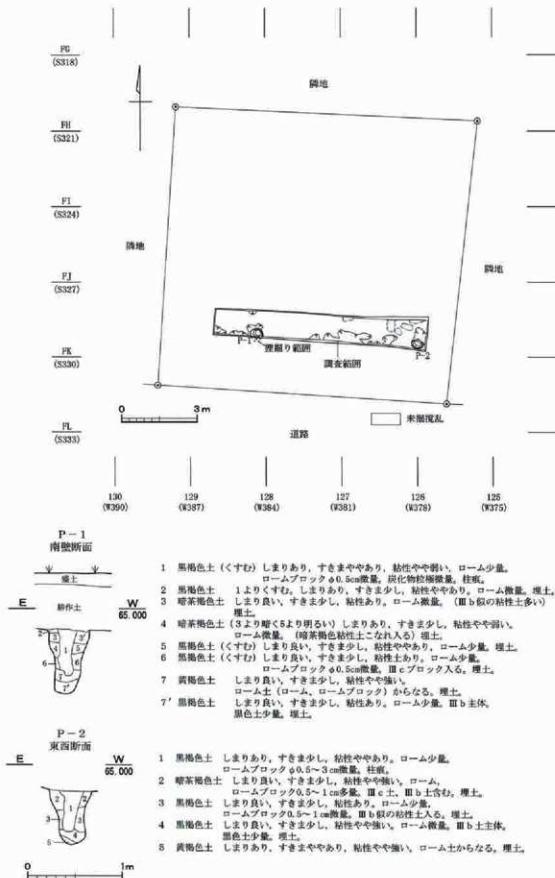 FG
(S318)
隣地
FH
(S321)
FI
(S324)
隣地
隣地
FJ
(S327)
P-1
掘り範囲
P-2
FK
(S330)
調査範囲
0 3m
未掘攪乱
FL
(S333)
道路
130 129 128 127 126 125
(W390) (W387) (W384) (W381) (W378) (W375)
P-1
南壁断面
盛土
E 耕作土 W
65.000
1 黒褐色土(くすむ) しまりあり,すきまややあり,粘性やや弱い,ローム少量。
ロームブロックφ0.5cm微量。炭化物粒極微量。柱痕。
2 黒褐色土 1よりくすむ。しまりあり,すきま少し,粘性ややあり。ローム微量。埋土。
3 暗茶褐色土 しまり良い,すきま少し,粘性あり。ローム微量。(Ⅲb似の粘性土多い)
埋土。
4 暗茶褐色土(3より暗く5より明るい) しまりあり,すきま少し,粘性やや弱い。
ローム微量。(暗茶褐色粘性土こなれ入る) 埋土。
5 黒褐色土(くすむ) しまり良い,すきま少し,粘性ややあり,ローム少量。埋土。
6 黒褐色土(くすむ) しまり良い,すきま少し,粘性土あり。ローム少量。
ロームブロックφ0.5cm微量。Ⅲcブロック入る。埋土。
7 黄褐色土 しまり良い,すきま少し,粘性やや強い。
ローム土(ローム,ロームブロック)からなる。埋土。
7' 黒褐色土 しまり良い,すきま少し,粘性あり。ローム少量。Ⅲb主体。
黒色土少量。埋土。
2 3 1 3' 4 5 6 7 7'
P-2
東西断面
E W
65.000
1 黒褐色土 しまりあり,すきま少し,粘性ややあり。ローム少量。
ロームブロックφ0.5~3cm微量。柱痕。
2 暗茶褐色土 しまり良い,すきま少し,粘性やや強い,ローム,
ロームブロック0.5~1cm多量。Ⅲc土,Ⅲb土含む。埋土。
3 黒褐色土 しまり良い,すきま少し,粘性あり。ローム少量。
ロームブロック0.5~1cm微量。Ⅲb似の粘性土入る。埋土。
4 黒褐色土 しまり良い,すきま少し,粘性やや強い。ローム微量。Ⅲb土主体。
黒色土少量。埋土。
5 黄褐色土 しまりあり,すきまややあり,粘性やや強い,ローム土からなる。埋土。
2 1 2 3 3 4 5
0 1m